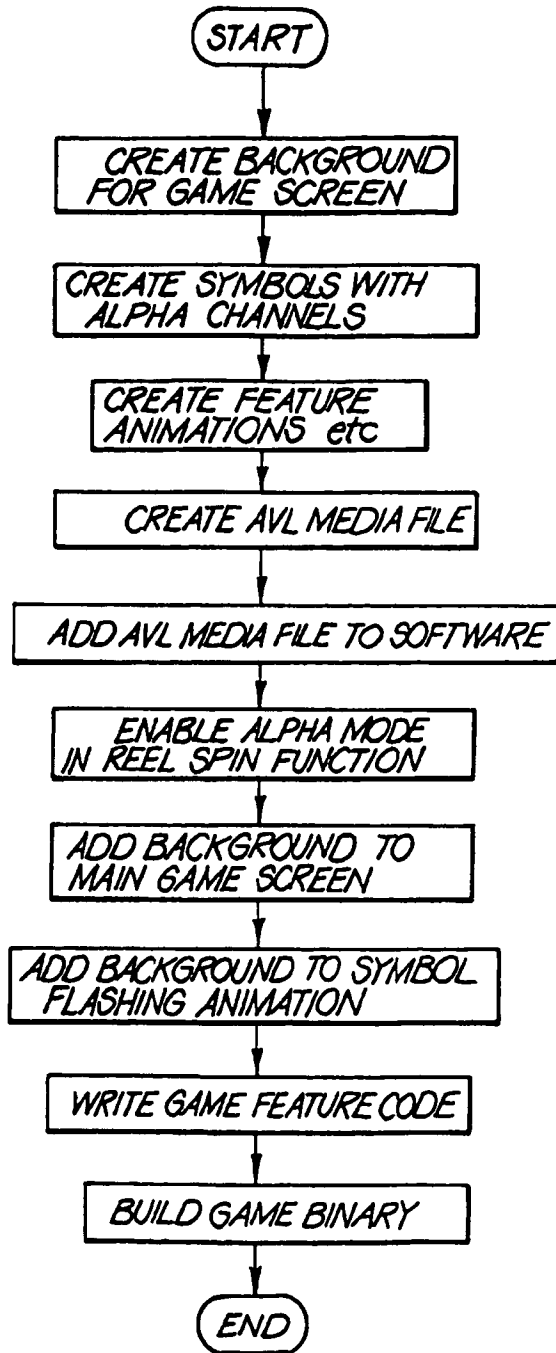 START
CREATE BACKGROUND
FOR GAME SCREEN
CREATE SYMBOLS WITH
ALPHA CHANNELS
CREATE FEATURE
ANIMATIONS etc
CREATE AVL MEDIA FILE
ADD AVL MEDIA FILE TO SOFTWARE
ENABLE ALPHA MODE
IN REEL SPIN FUNCTION
ADD BACKGROUND TO
MAIN GAME SCREEN
ADD BACKGROUND TO SYMBOL
FLASHING ANIMATION
WRITE GAME FEATURE CODE
BUILD GAME BINARY
END